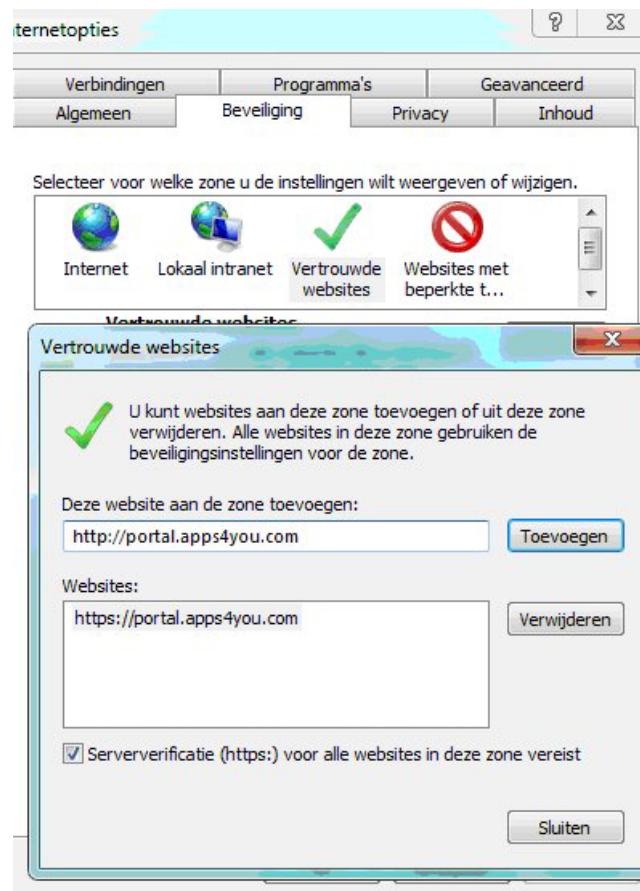 ternetopties
Verbindingen Programma's Geavanceerd
Algemeen Beveiliging Privacy Inhoud
Selecteer voor welke zone u de instellingen wilt weergeven of wijzigen.
Internet Lokaal intranet Vertrouwde websites Websites met beperkte t...
Vertrouwde websites
Vertrouwde websites
U kunt websites aan deze zone toevoegen of uit deze zone
verwijderen. Alle websites in deze zone gebruiken de
beveiligingsinstellingen voor de zone.
Deze website aan de zone toevoegen:
http://portal.apps4you.com Toevoegen
Websites:
https://portal.apps4you.com Verwijderen
Serververificatie (https:) voor alle websites in deze zone vereist
Sluiten